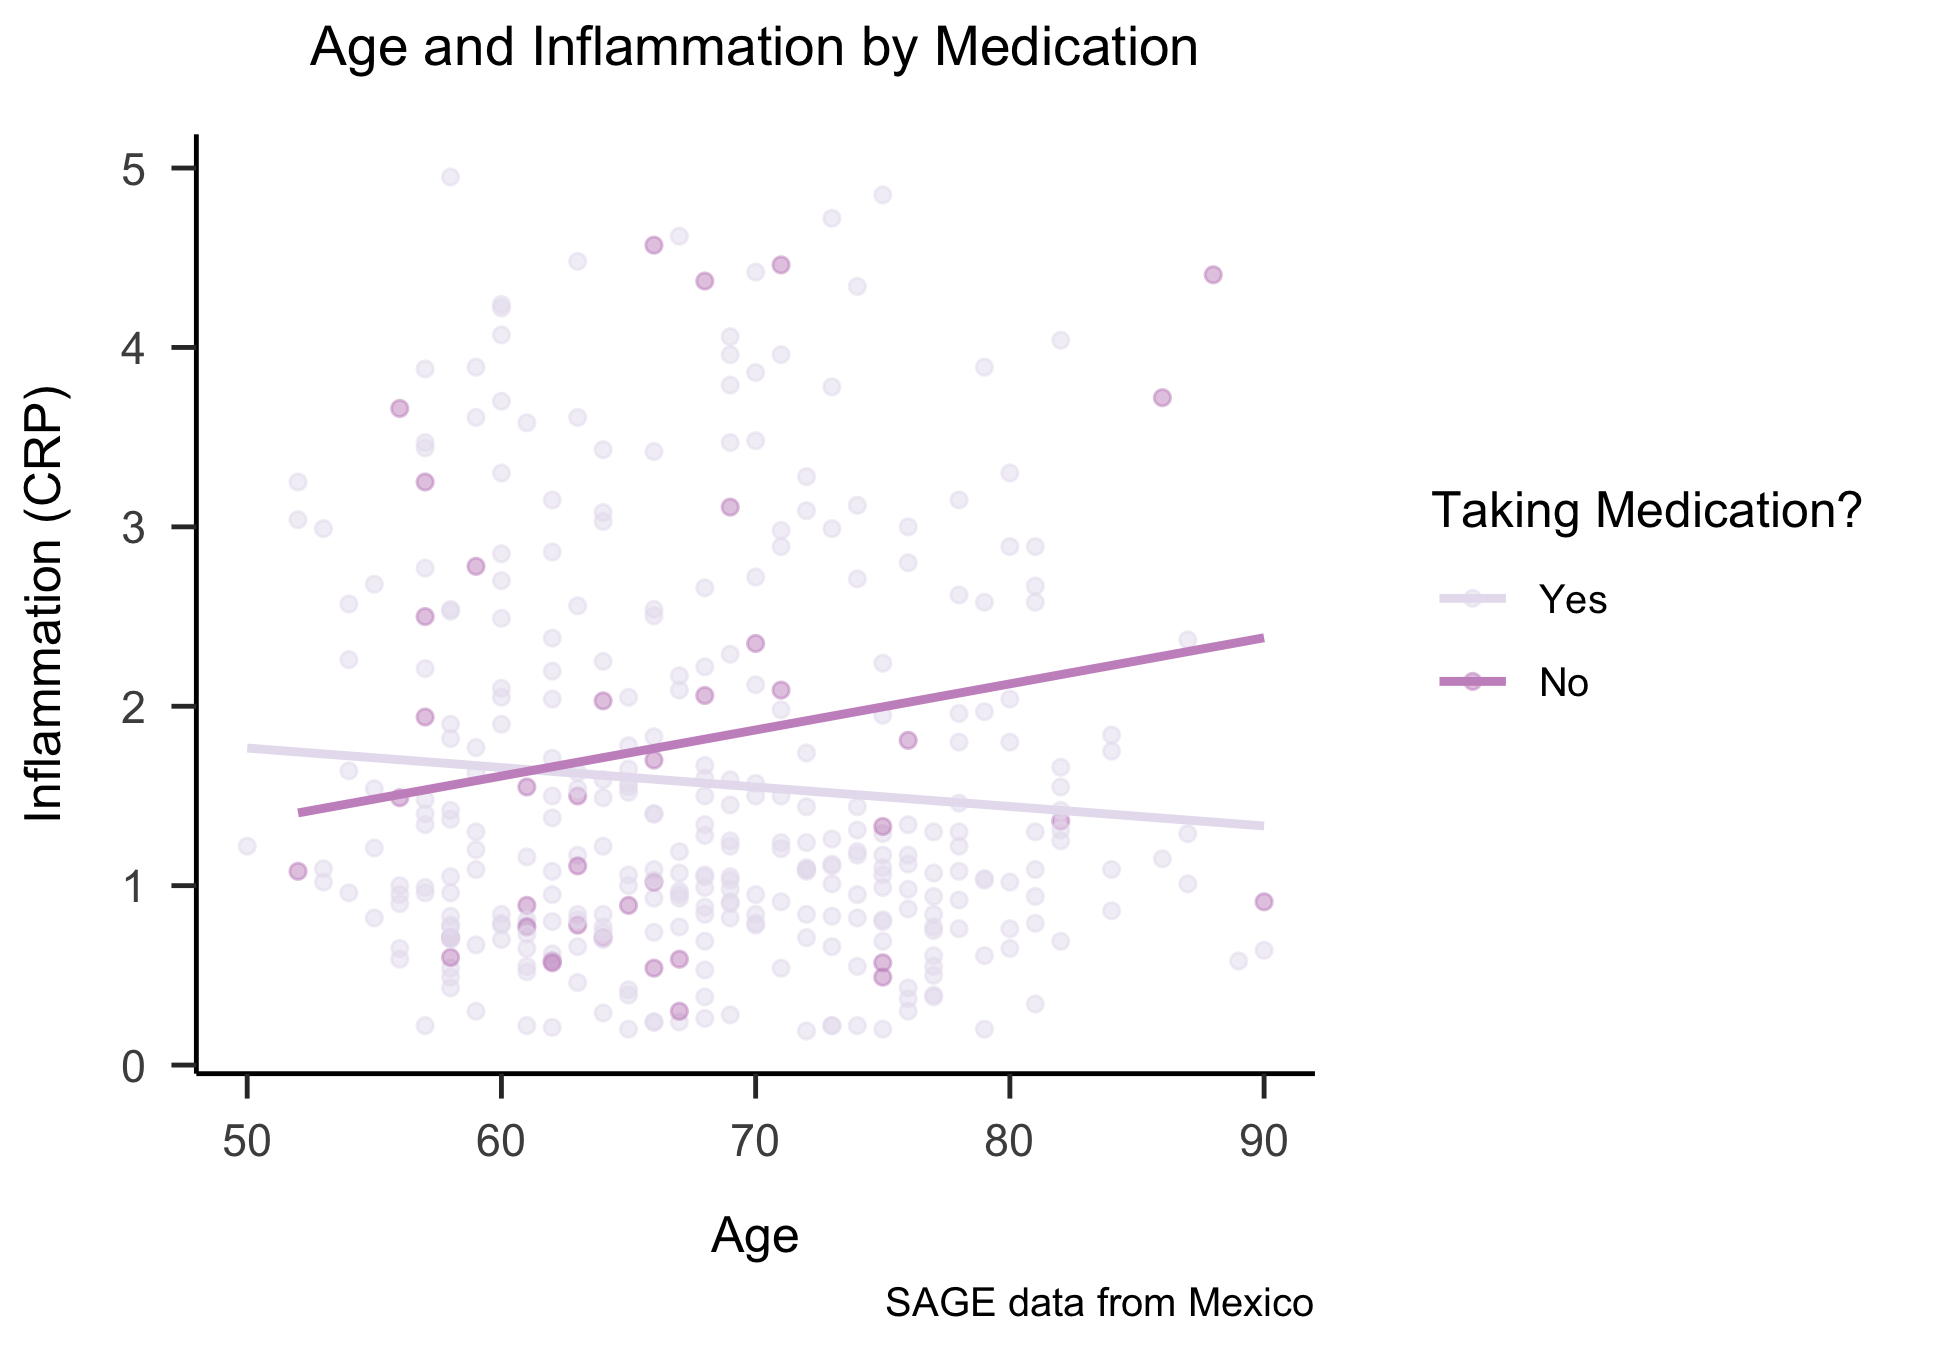 Age and Inflammation by Medication
5
4
3
2
1
0
Inflammation (CRP)
50 60 70 80 90
Age
SAGE data from Mexico
Taking Medication?
Yes
No